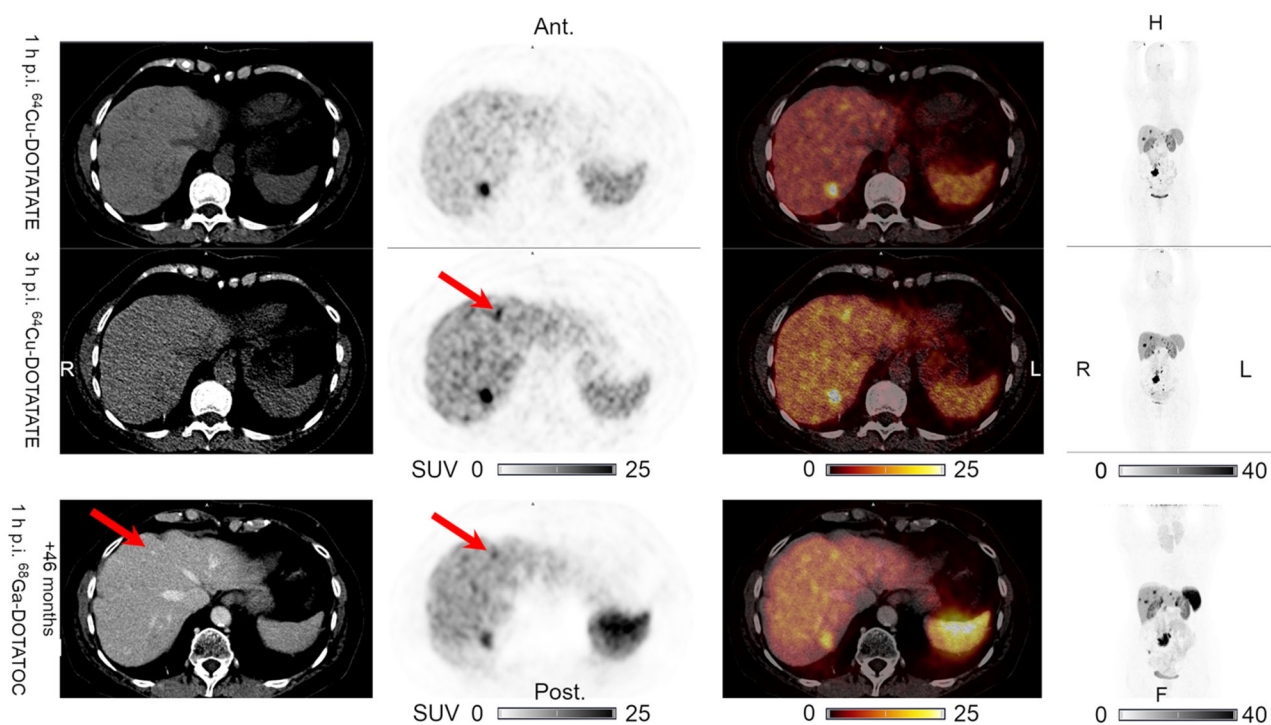 Ant.
H
1 h p.i. ⁶⁴Cu-DOTATATE
3 h p.i. ⁶⁴Cu-DOTATATE
R
L
R
L
SUV 0 25
0 25
0 40
+46 months
1 h p.i. ⁶⁸Ga-DOTATOC
Post.
F
SUV 0 25
0 25
0 40